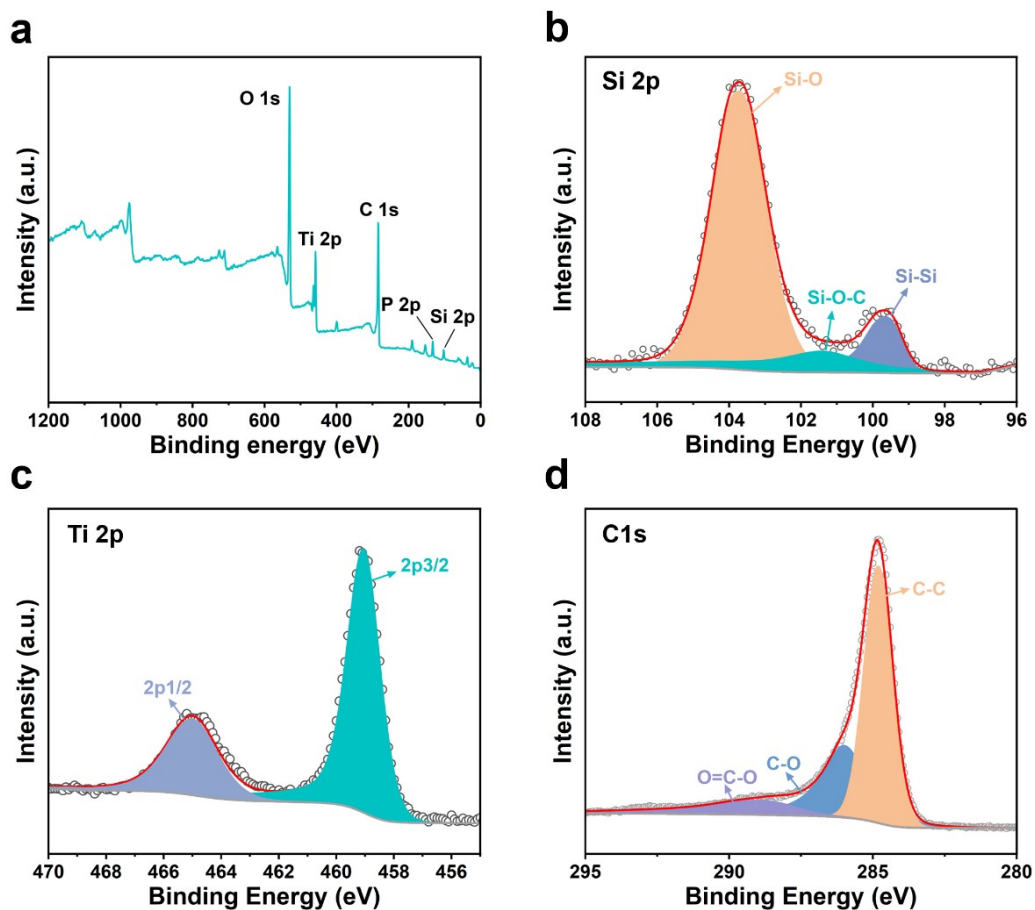 a
O 1s
C 1s
Ti 2p
P 2p
Si 2p
Intensity (a.u.)
1200 1000 800 600 400 200 0
Binding energy (eV)
b
Si 2p
Si-O
Si-O-C
Si-Si
Intensity (a.u.)
108 106 104 102 100 98 96
Binding Energy (eV)
c
Ti 2p
2p3/2
2p1/2
Intensity (a.u.)
470 468 466 464 462 460 458 456
Binding Energy (eV)
d
C1s
C-C
C-O
O=C-O
Intensity (a.u.)
295 290 285 280
Binding Energy (eV)